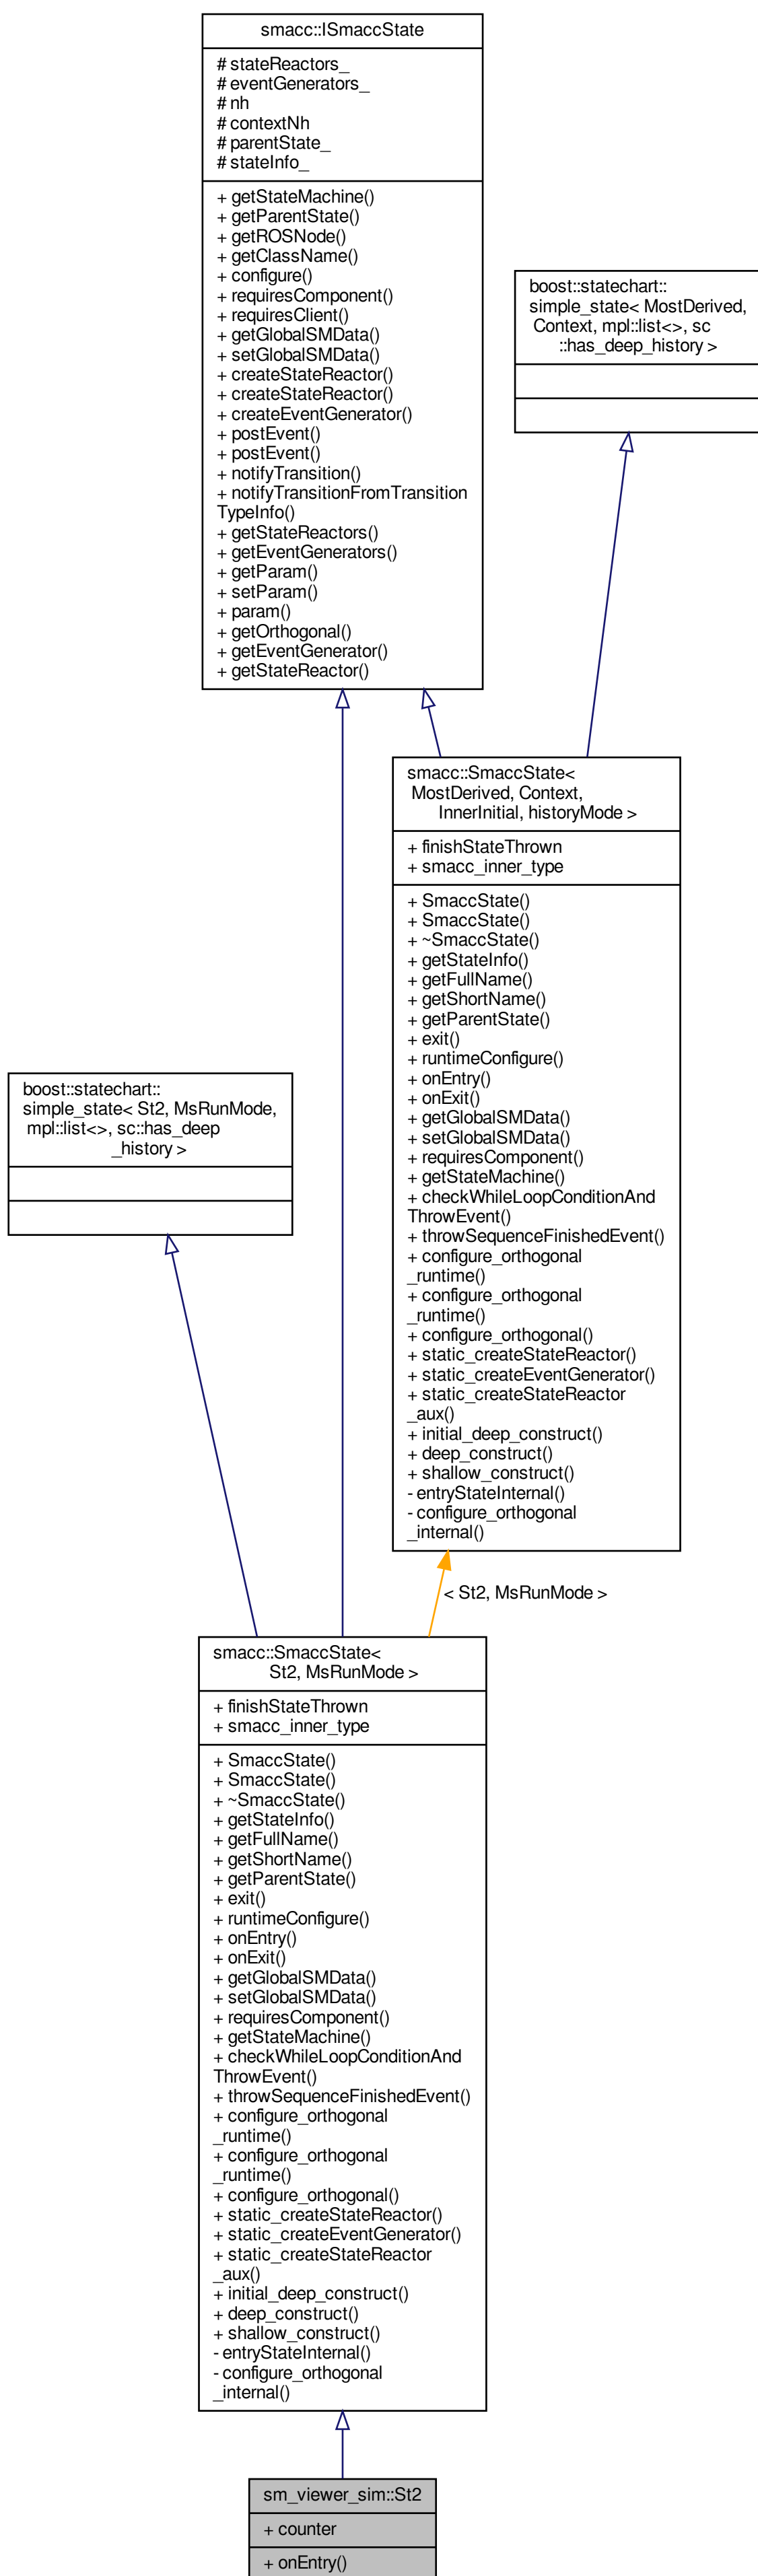 smacc::ISmaccState
# stateReactors_
# eventGenerators_
# nh
# contextNh
# parentState_
# stateInfo_
+ getStateMachine()
+ getParentState()
+ getROSNode()
+ getClassName()
+ configure()
+ requiresComponent()
+ requiresClient()
+ getGlobalSMData()
+ setGlobalSMData()
+ createStateReactor()
+ createStateReactor()
+ createEventGenerator()
+ postEvent()
+ postEvent()
+ notifyTransition()
+ notifyTransitionFromTransition
TypeInfo()
+ getStateReactors()
+ getEventGenerators()
+ getParam()
+ setParam()
+ param()
+ getOrthogonal()
+ getEventGenerator()
+ getStateReactor()
boost::statechart::
simple_state< MostDerived,
Context, mpl::list<>, sc
::has_deep_history >
smacc::SmaccState<
MostDerived, Context,
InnerInitial, historyMode >
+ finishStateThrown
+ smacc_inner_type
+ SmaccState()
+ SmaccState()
+ ~SmaccState()
+ getStateInfo()
+ getFullName()
+ getShortName()
+ getParentState()
+ exit()
+ runtimeConfigure()
+ onEntry()
+ onExit()
+ getGlobalSMData()
+ setGlobalSMData()
+ requiresComponent()
+ getStateMachine()
+ checkWhileLoopConditionAnd
ThrowEvent()
+ throwSequenceFinishedEvent()
+ configure_orthogonal
_runtime()
+ configure_orthogonal
_runtime()
+ configure_orthogonal()
+ static_createStateReactor()
+ static_createEventGenerator()
+ static_createStateReactor
_aux()
+ initial_deep_construct()
+ deep_construct()
+ shallow_construct()
- entryStateInternal()
- configure_orthogonal
_internal()
boost::statechart::
simple_state< St2, MsRunMode,
mpl::list<>, sc::has_deep
_history >
< St2, MsRunMode >
smacc::SmaccState<
St2, MsRunMode >
+ finishStateThrown
+ smacc_inner_type
+ SmaccState()
+ SmaccState()
+ ~SmaccState()
+ getStateInfo()
+ getFullName()
+ getShortName()
+ getParentState()
+ exit()
+ runtimeConfigure()
+ onEntry()
+ onExit()
+ getGlobalSMData()
+ setGlobalSMData()
+ requiresComponent()
+ getStateMachine()
+ checkWhileLoopConditionAnd
ThrowEvent()
+ throwSequenceFinishedEvent()
+ configure_orthogonal
_runtime()
+ configure_orthogonal
_runtime()
+ configure_orthogonal()
+ static_createStateReactor()
+ static_createEventGenerator()
+ static_createStateReactor
_aux()
+ initial_deep_construct()
+ deep_construct()
+ shallow_construct()
- entryStateInternal()
- configure_orthogonal
_internal()
sm_viewer_sim::St2
+ counter
+ onEntry()